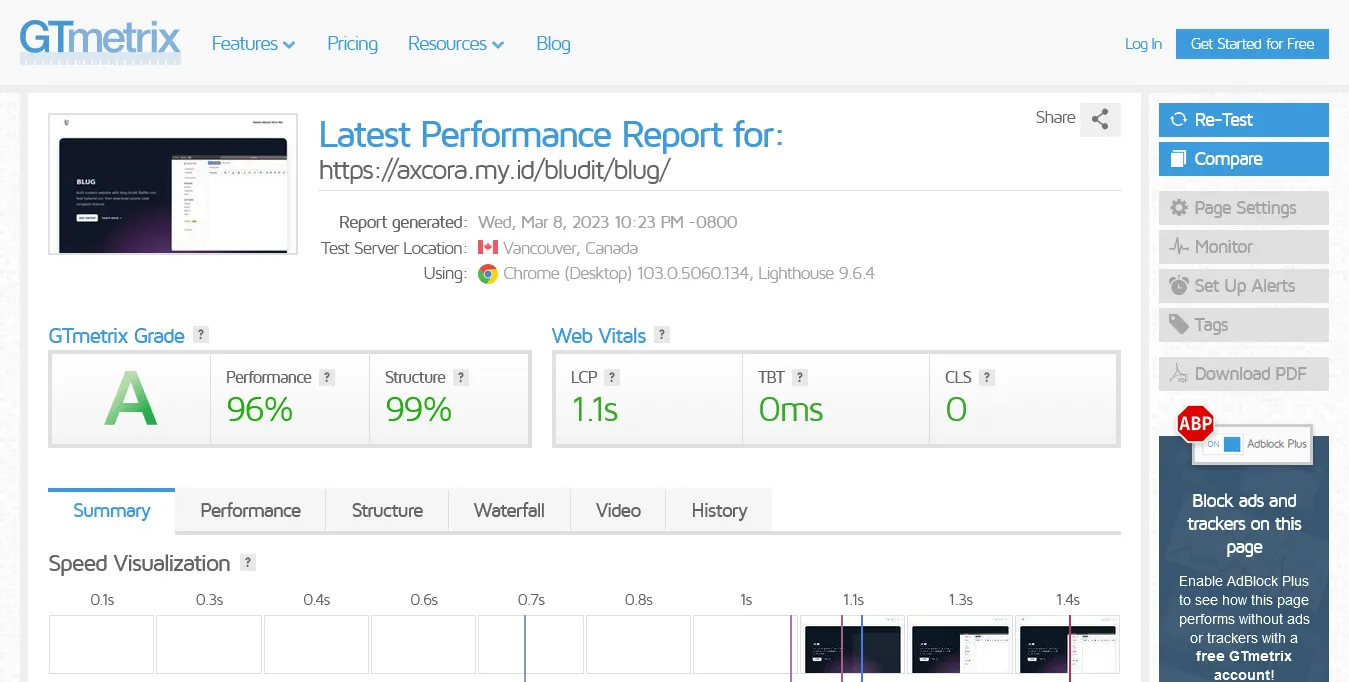 GTmetrix
Features
Pricing
Resources
Blog
Log In
Get Started for Free
BLUG
Latest Performance Report for:
https://axcora.my.id/bludit/blug/
Share
Report generated: Wed, Mar 8, 2023 10:23 PM -0800
Test Server Location: Vancouver, Canada
Using: Chrome (Desktop) 103.0.5060.134, Lighthouse 9.6.4
Re-Test
Compare
Page Settings
Monitor
Set Up Alerts
Tags
Download PDF
GTmetrix Grade ?
A
Performance ?
96%
Structure ?
99%
Web Vitals ?
LCP ?
1.1s
TBT ?
0ms
CLS ?
0
Summary
Performance
Structure
Waterfall
Video
History
Speed Visualization ?
0.1s
0.3s
0.4s
0.6s
0.7s
0.8s
1s
1.1s
1.3s
1.4s
ABP
ON
Adblock Plus
Block ads and
trackers on this
page
Enable AdBlock Plus
to see how this page
performs without ads
or trackers with a
free GTmetrix
account!